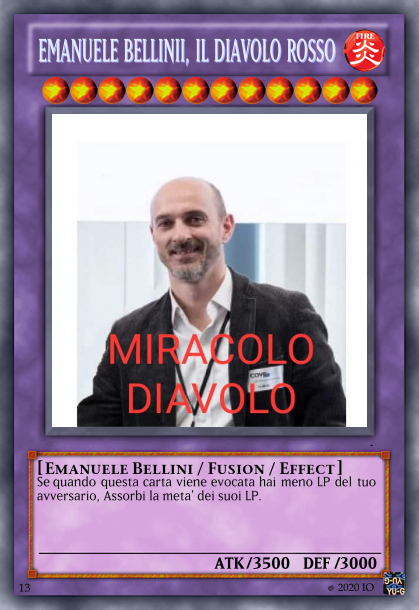 EMANUELE BELLINII, IL DIAVOLO ROSSO
FIRE
炎
MIRACOLO
DIAVOLO
[EMANUELE BELLINI / FUSION / EFFECT]
Se quando questa carta viene evocata hai meno LP del tuo
avversario, Assorbi la meta' dei suoi LP.
ATK/3500 DEF/3000
13
© 2020 IO